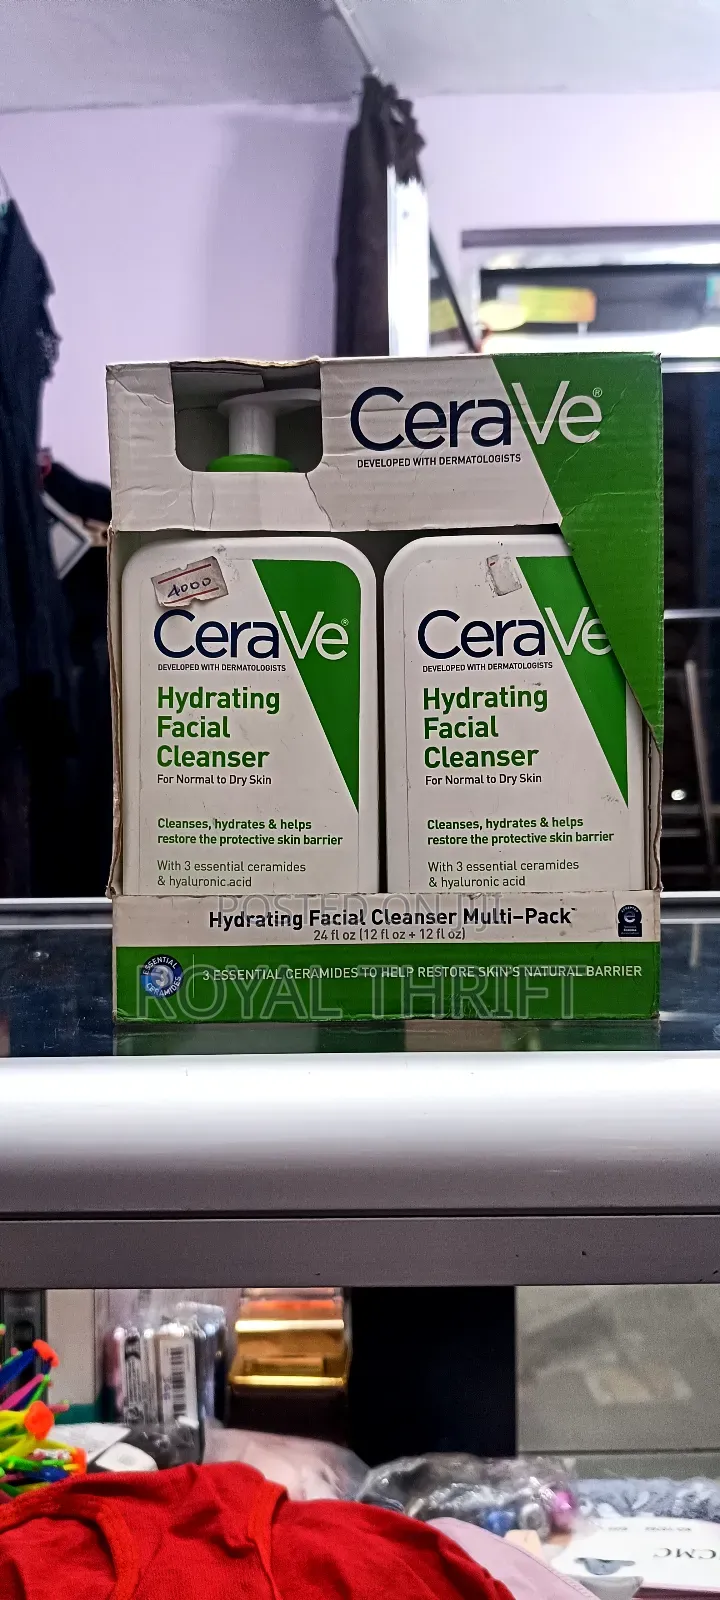 CeraVe®
DEVELOPED WITH DERMATOLOGISTS
4000
CeraVe®
DEVELOPED WITH DERMATOLOGISTS
Hydrating
Facial
Cleanser
For Normal to Dry Skin
Cleanses, hydrates & helps
restore the protective skin barrier
With 3 essential ceramides
& hyaluronic acid
CeraVe
DEVELOPED WITH DERMATOLOGISTS
Hydrating
Facial
Cleanser
For Normal to Dry Skin
Cleanses, hydrates & helps
restore the protective skin barrier
With 3 essential ceramides
& hyaluronic acid
POSTED ON JIJI
Hydrating Facial Cleanser Multi-Pack™
24 fl oz (12 fl oz + 12 fl oz)
ESSENTIAL
3
CERAMIDES
3 ESSENTIAL CERAMIDES TO HELP RESTORE SKIN'S NATURAL BARRIER
ROYAL THRIFT
CMC